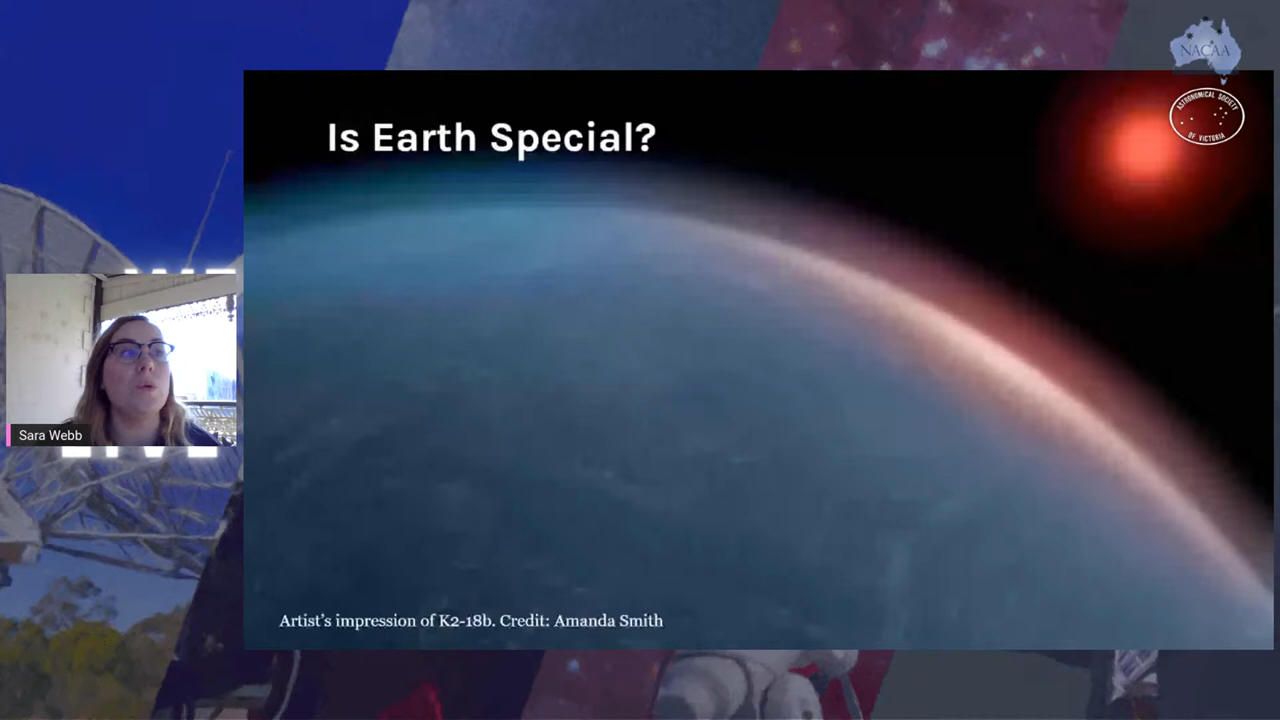 NACAA
ASTRONOMICAL SOCIETY
OF VICTORIA
Is Earth Special?
Sara Webb
Artist's impression of K2-18b. Credit: Amanda Smith